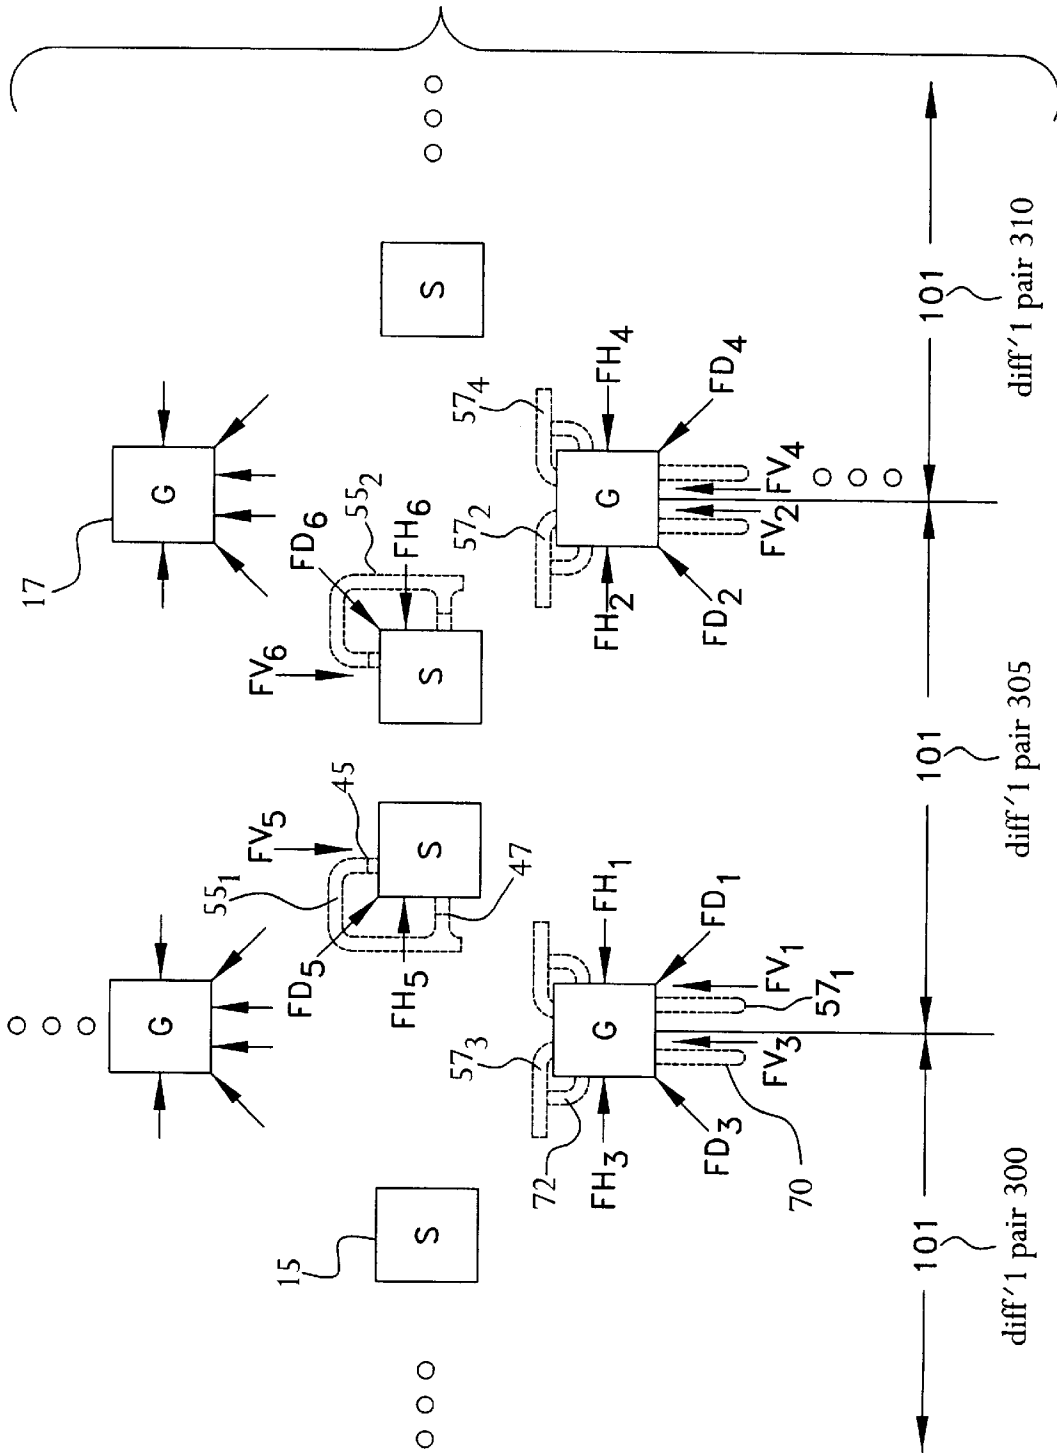 17
G
G
S
S
S
S
15
FV₆
FD₆
FH₆
55₂
FV₅
45
55₁
FD₅
FH₅
47
57₃
72
FH₃
FH₁
FD₃
FD₁
FV₃
FV₁
57₁
70
G
57₂
57₄
FH₂
FH₄
FD₂
FD₄
FV₂
FV₄
G
101
101
101
diff'l pair 300
diff'l pair 305
diff'l pair 310